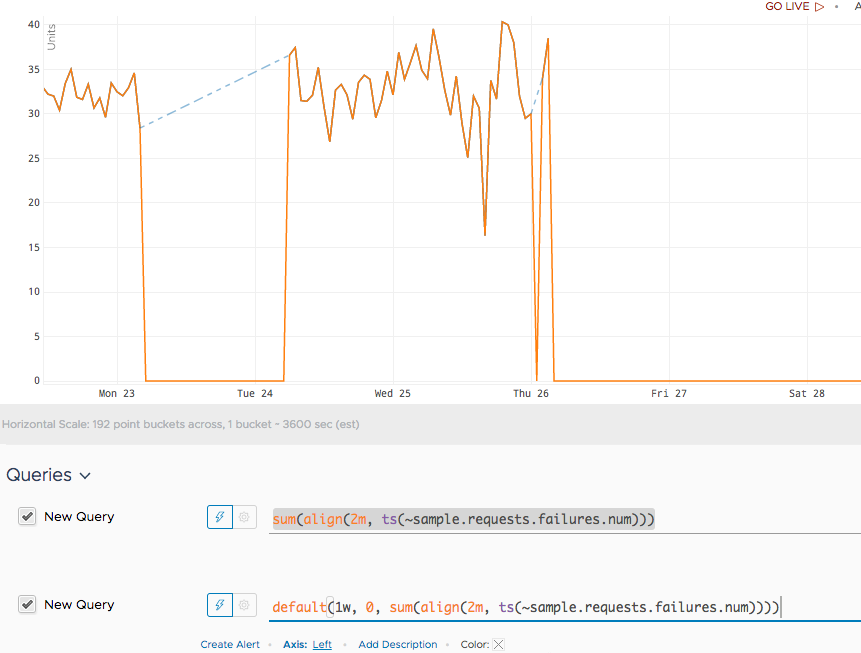 GO LIVE
Units
40
35
30
25
20
15
10
5
0
Mon 23 Tue 24 Wed 25 Thu 26 Fri 27 Sat 28
Horizontal Scale: 192 point buckets across, 1 bucket ~ 3600 sec (est)
Queries
New Query sum(align(2m, ts(~sample.requests.failures.num)))
New Query default(1w, 0, sum(align(2m, ts(~sample.requests.failures.num))))
Create Alert • Axis: Left • Add Description • Color: